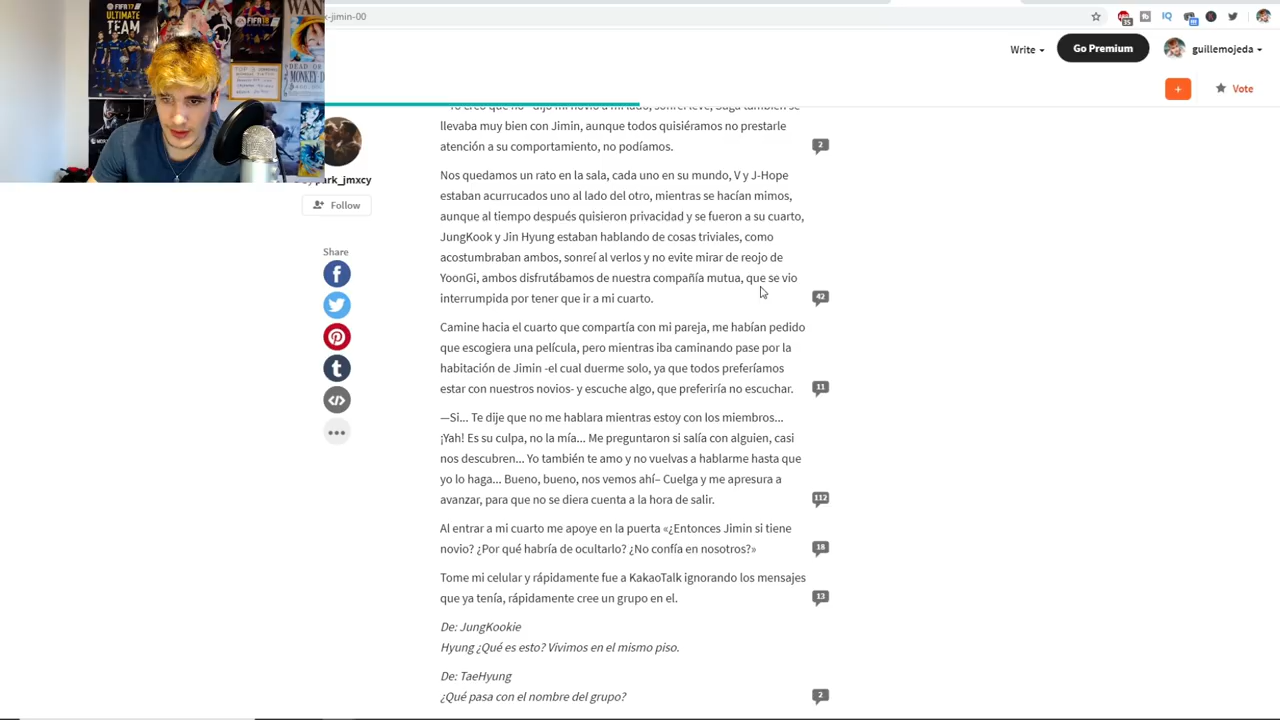 FIFA 17
ULTIMATE
TEAM
FIFA 18
WAN
DEAD OR
MONKEY
x-jimin-00
35
IQ
Write
Go Premium
guillemojeda
+
Vote
llevaba muy bien con Jimin, aunque todos quisiéramos no prestarle
atención a su comportamiento, no podíamos.
2
park_jmxcy
Follow
Share
Nos quedamos un rato en la sala, cada uno en su mundo, V y J-Hope
estaban acurrucados uno al lado del otro, mientras se hacían mimos,
aunque al tiempo después quisieron privacidad y se fueron a su cuarto,
JungKook y Jin Hyung estaban hablando de cosas triviales, como
acostumbraban ambos, sonreí al verlos y no evite mirar de reojo de
YoonGi, ambos disfrutábamos de nuestra compañía mutua, que se vio
interrumpida por tener que ir a mi cuarto.
42
Camine hacia el cuarto que compartía con mi pareja, me habían pedido
que escogiera una película, pero mientras iba caminando pase por la
habitación de Jimin -el cual duerme solo, ya que todos preferíamos
estar con nuestros novios- y escuche algo, que preferiría no escuchar.
11
—Si... Te dije que no me hablara mientras estoy con los miembros...
¡Yah! Es su culpa, no la mía... Me preguntaron si salía con alguien, casi
nos descubren... Yo también te amo y no vuelvas a hablarme hasta que
yo lo haga... Bueno, bueno, nos vemos ahí– Cuelga y me apresura a
avanzar, para que no se diera cuenta a la hora de salir.
112
Al entrar a mi cuarto me apoye en la puerta «¿Entonces Jimin si tiene
novio? ¿Por qué habría de ocultarlo? ¿No confía en nosotros?»
18
Tome mi celular y rápidamente fue a KakaoTalk ignorando los mensajes
que ya tenía, rápidamente cree un grupo en el.
13
De: JungKookie
Hyung ¿Qué es esto? Vivimos en el mismo piso.
De: TaeHyung
¿Qué pasa con el nombre del grupo?
2